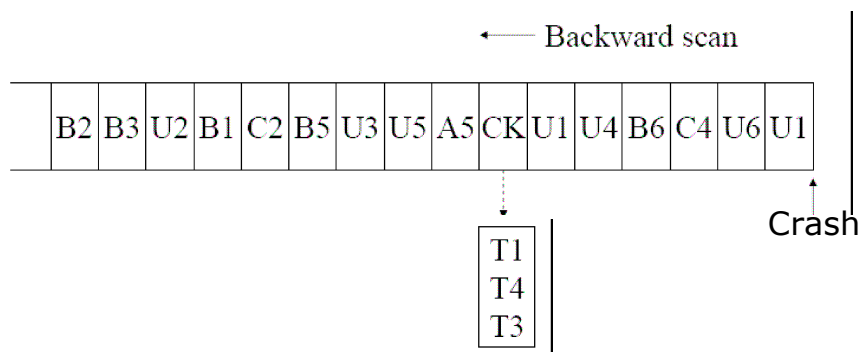 Backward scan
B2 B3 U2 B1 C2 B5 U3 U5 A5 CK U1 U4 B6 C4 U6 U1
Crash
T1
T4
T3